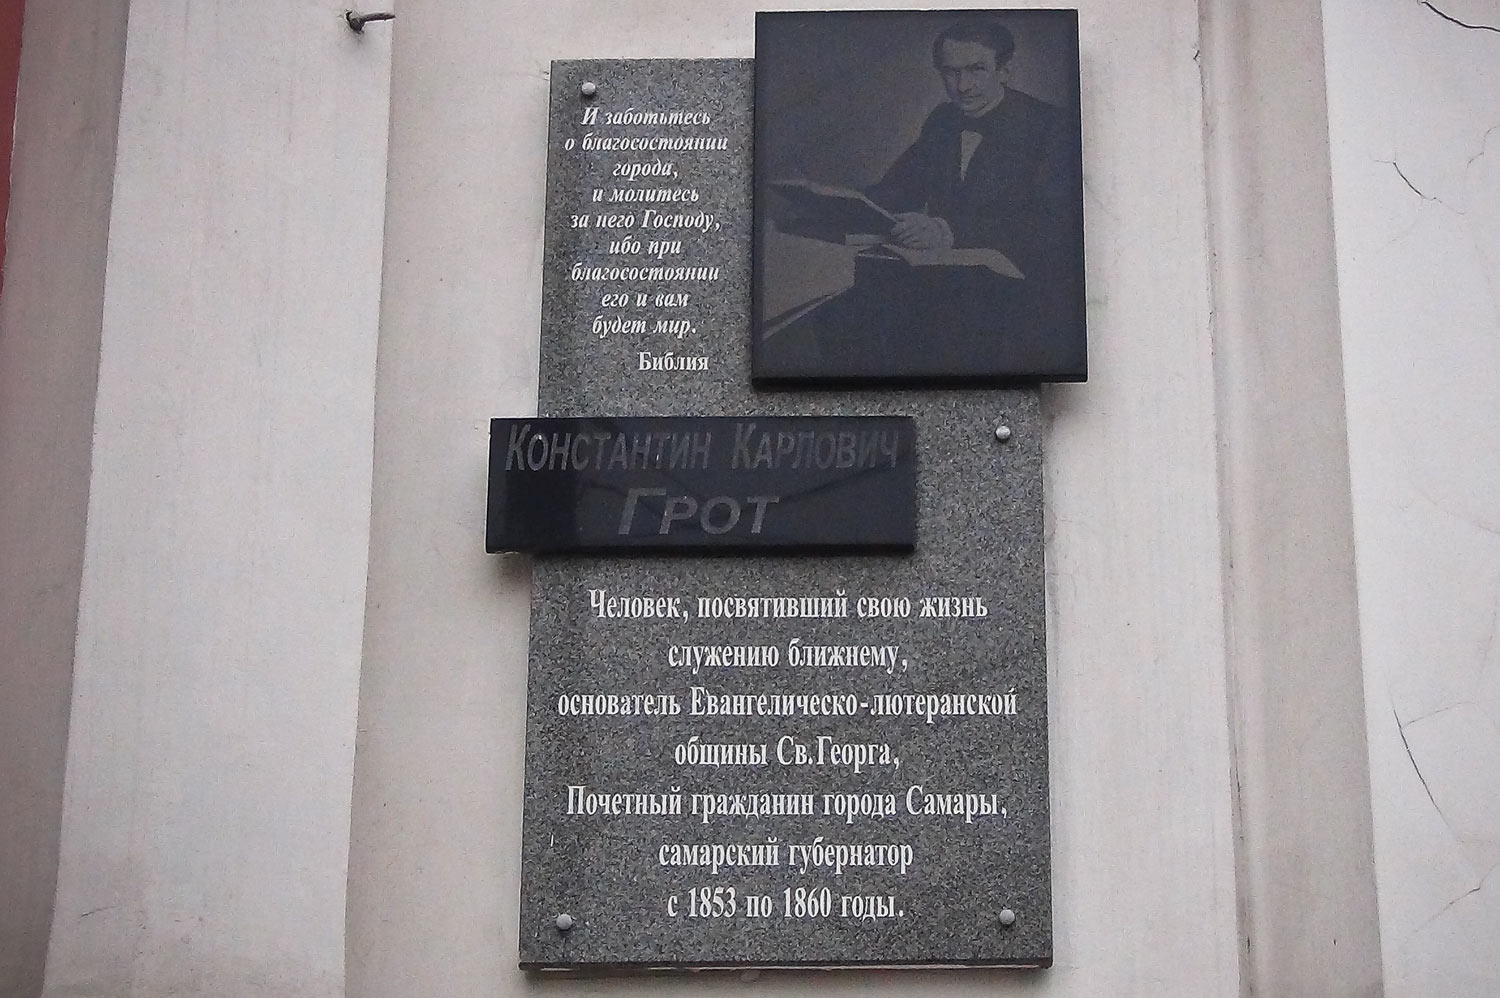 И заботьтесь
о благосостоянии
города,
и молитесь
за него Господу,
ибо при
благосостоянии
его и вам
будет мир.
Библия
Константин Карлович
Грот
Человек, посвятивший свою жизнь
служению ближнему,
основатель Евангелическо-лютеранской
общины Св.Георга,
Почетный гражданин города Самары,
самарский губернатор
с 1853 по 1860 годы.